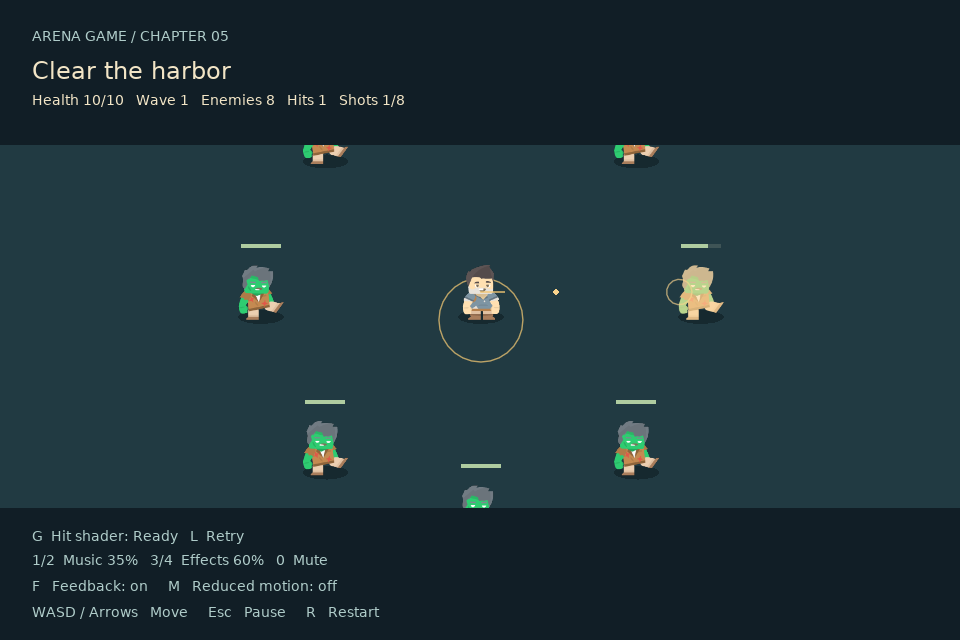 ARENA GAME / CHAPTER 05
Clear the harbor
Health 10/10 Wave 1 Enemies 8 Hits 1 Shots 1/8
G Hit shader: Ready L Retry
1/2 Music 35% 3/4 Effects 60% 0 Mute
F Feedback: on M Reduced motion: off
WASD / Arrows Move Esc Pause R Restart